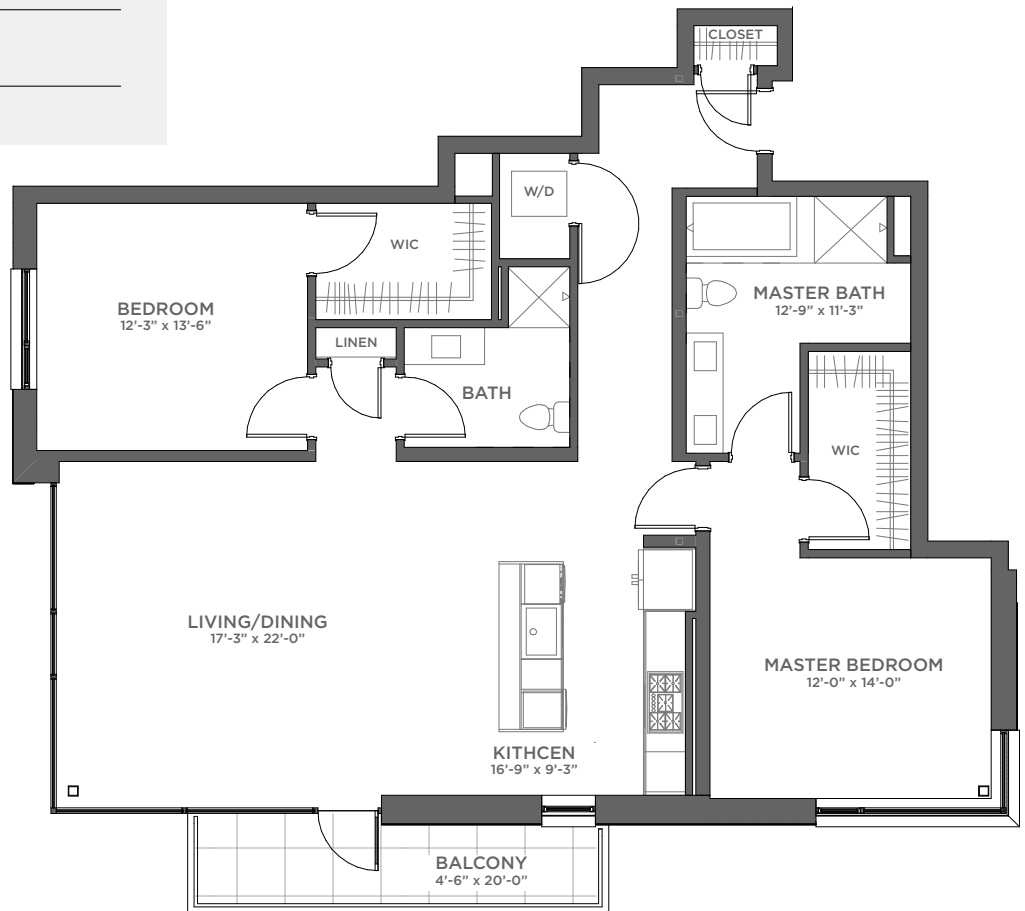 CLOSET
W/D
WIC
BEDROOM
12'-3” x 13'-6”
MASTER BATH
12'-9” x 11'-3”
LINEN
BATH
WIC
LIVING/DINING
17'-3” x 22'-0”
MASTER BEDROOM
12'-0” x 14'-0”
KITHCEN
16'-9” x 9'-3”
BALCONY
4'-6” x 20'-0”